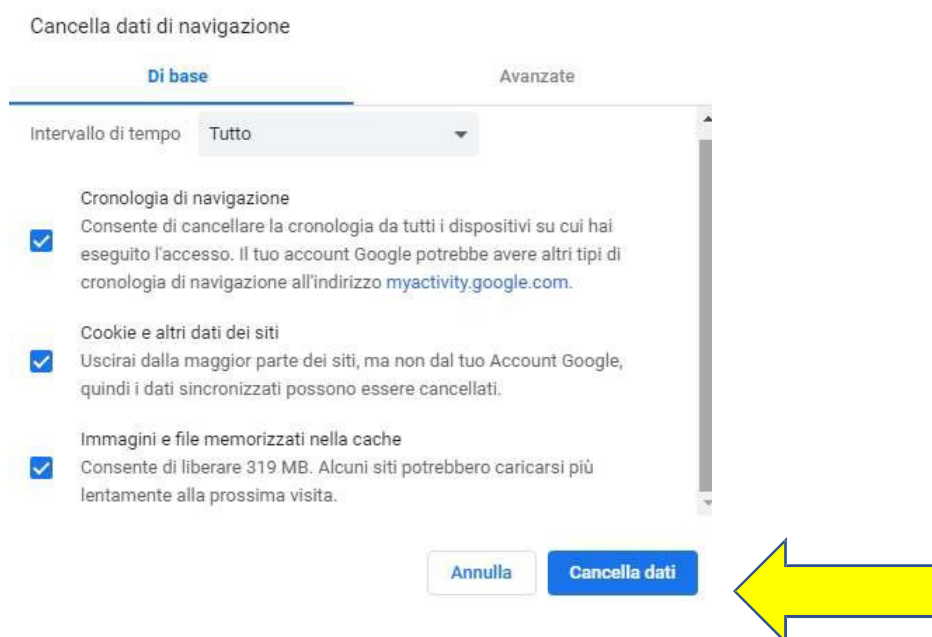 Cancella dati di navigazione
Di base
Avanzate
Intervallo di tempo Tutto
Cronologia di navigazione
Consente di cancellare la cronologia da tutti i dispositivi su cui hai
eseguito l'accesso. Il tuo account Google potrebbe avere altri tipi di
cronologia di navigazione all'indirizzo myactivity.google.com.
Cookie e altri dati dei siti
Uscirai dalla maggior parte dei siti, ma non dal tuo Account Google,
quindi i dati sincronizzati possono essere cancellati.
Immagini e file memorizzati nella cache
Consente di liberare 319 MB. Alcuni siti potrebbero caricarsi più
lentamente alla prossima visita.
Annulla
Cancella dati